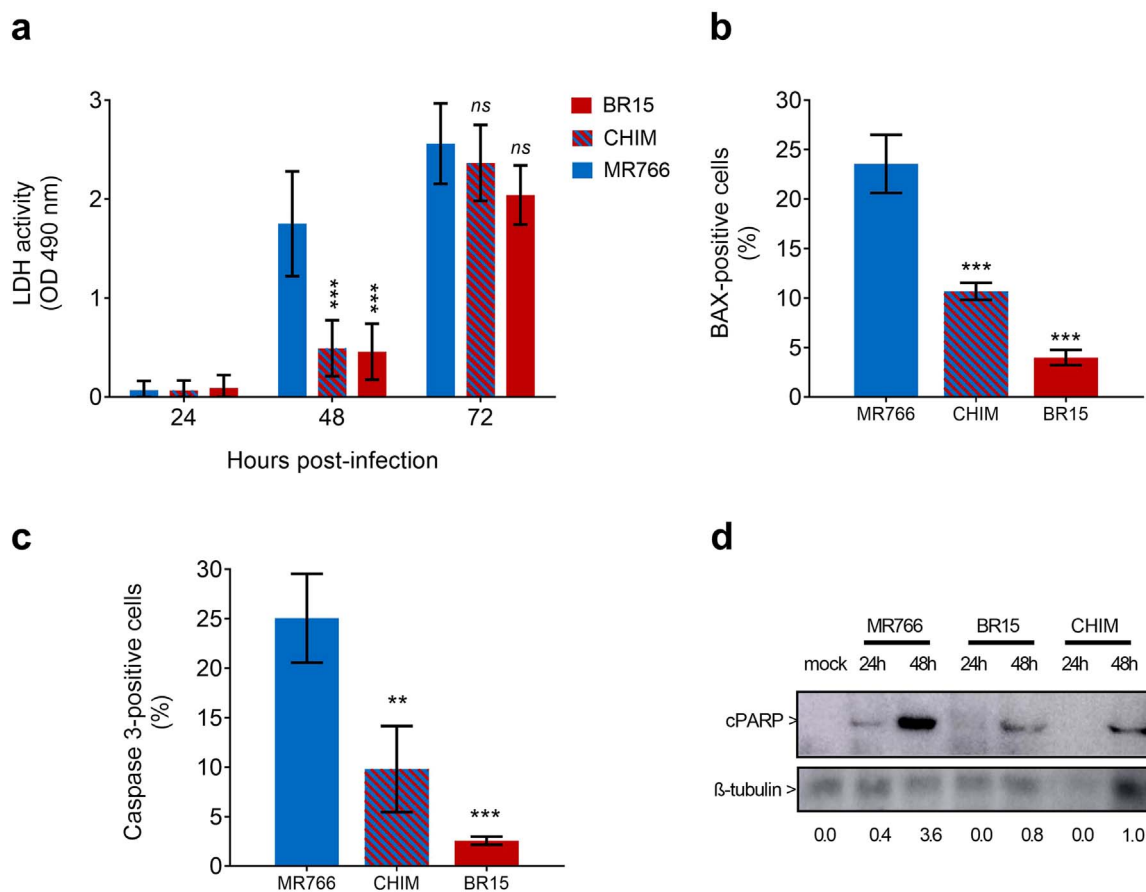 a
3
2
1
0
LDH activity
(OD 490 nm)
***
***
ns
ns
24
48
72
Hours post-infection
BR15
CHIM
MR766
b
30
25
20
15
10
5
0
BAX-positive cells
(%)
***
***
MR766 CHIM BR15
c
30
25
20
15
10
5
0
Caspase 3-positive cells
(%)
**
***
MR766 CHIM BR15
d
MR766 BR15 CHIM
mock 24h 48h 24h 48h 24h 48h
cPARP >
ß-tubulin >
0.0 0.4 3.6 0.0 0.8 0.0 1.0